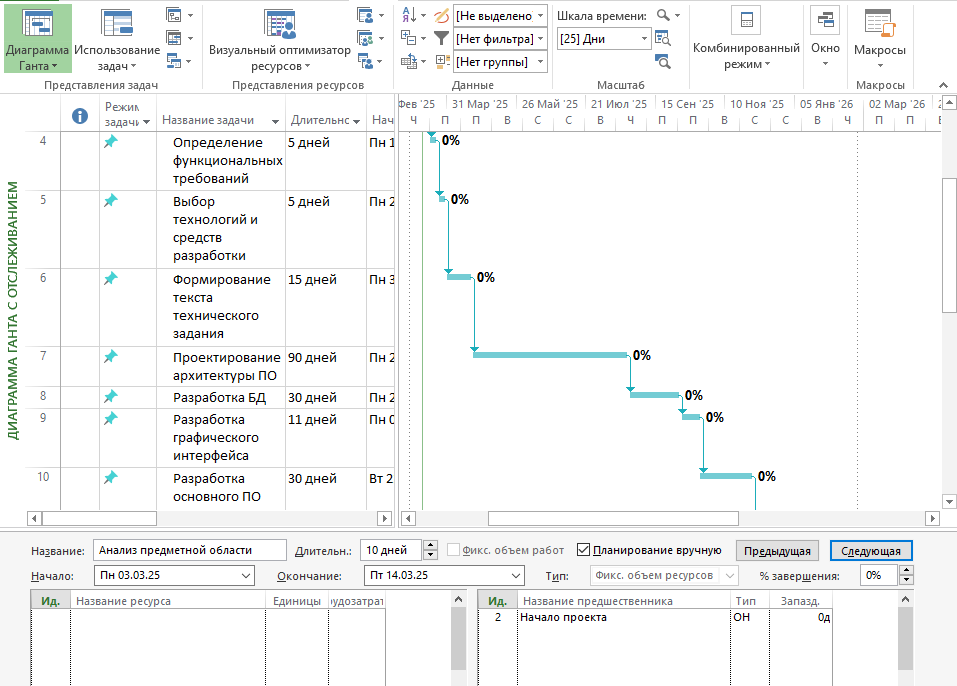 Диаграмма Ганта
Использование задач
Визуальный оптимизатор ресурсов
[Не выделено]
[Нет фильтра]
[Нет группы]
Шкала времени:
[25] Дни
Комбинированный режим
Окно
Макросы
Представления задач
Представления ресурсов
Данные
Масштаб
Макросы
Режим задачи
Название задачи
Длительнс
Нач
Фев '25 31 Мар '25 26 Май '25 21 Июл '25 15 Сен '25 10 Ноя '25 05 Янв '26 02 Мар '26 2
Ч П П В С С Ч П П В С С В Ч П П В
ДИАГРАММА ГАНТА С ОТСЛЕЖИВАНИЕМ
4 Определение функциональных требований 5 дней Пн 1 0%
5 Выбор технологий и средств разработки 5 дней Пн 2 0%
6 Формирование текста технического задания 15 дней Пн 3 0%
7 Проектирование архитектуры ПО 90 дней Пн 2 0%
8 Разработка БД 30 дней Пн 2 0%
9 Разработка графического интерфейса 11 дней Пн 0 0%
10 Разработка основного ПО 30 дней Вт 2 0%
Название: Анализ предметной области Длительн.: 10 дней Фикс. объем работ Планирование вручную Предыдущая Следующая
Начало: Пн 03.03.25 Окончание: Пт 14.03.25 Тип: Фикс. объем ресурсов % завершения: 0%
Ид. Название ресурса Единицы рудозатрат
Ид. Название предшественника Тип Запазд.
2 Начало проекта ОН 0д